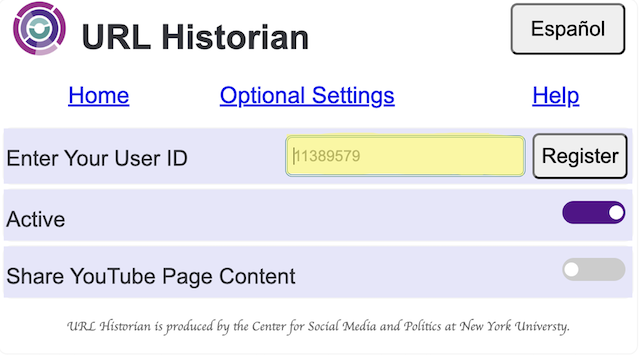 URL Historian
Español
Home Optional Settings Help
Enter Your User ID 11389579 Register
Active
Share YouTube Page Content
URL Historian is produced by the Center for Social Media and Politics at New York Universty.